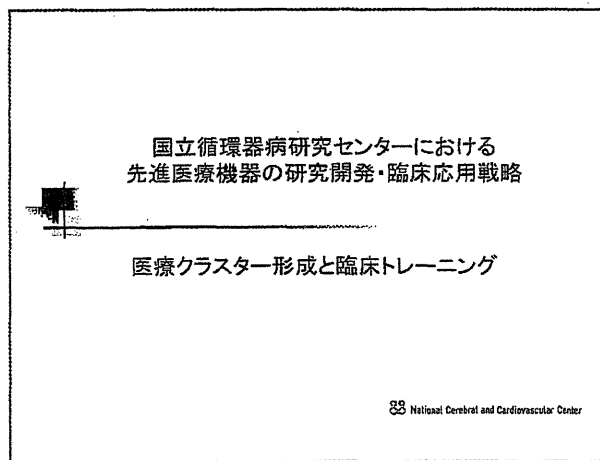 国立循環器病研究センターにおける
先進医療機器の研究開発・臨床応用戦略
医療クラスター形成と臨床トレーニング
National Cerebral and Cardiovascular Center